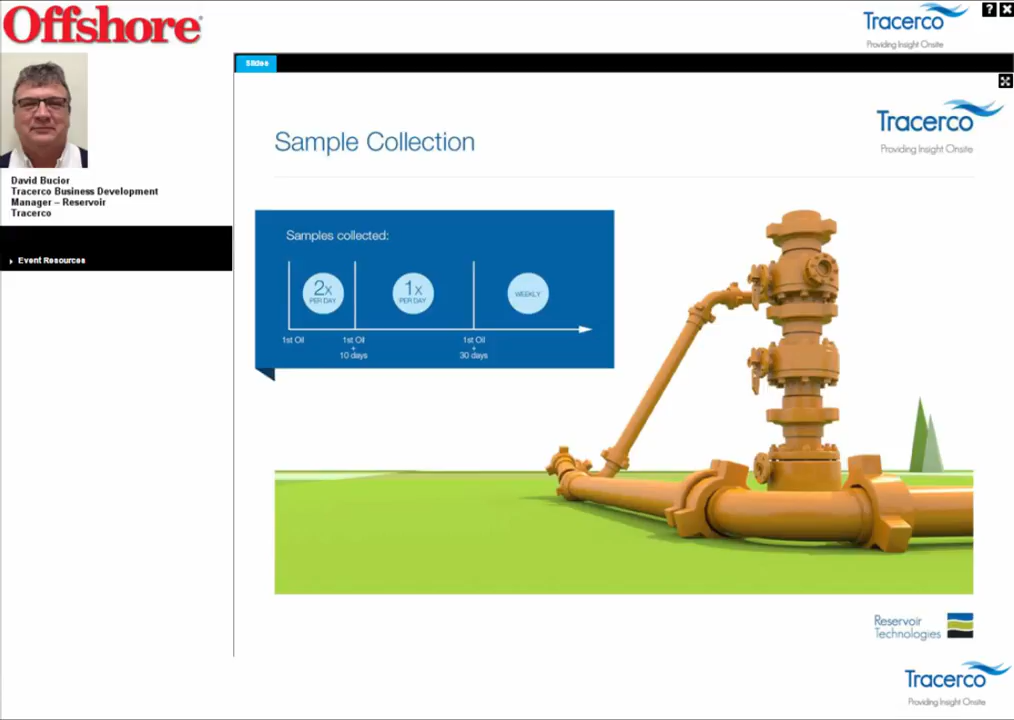 Offshore®
Tracerco
Providing Insight Onsite
?
David Bucior
Tracerco Business Development
Manager – Reservoir
Tracerco
Event Resources
Slides
Tracerco
Providing Insight Onsite
Sample Collection
Samples collected:
2x
PER DAY
1x
PER DAY
WEEKLY
1st Oil
1st Oil
+
10 days
1st Oil
+
30 days
Reservoir
Technologies
Tracerco
Providing Insight Onsite